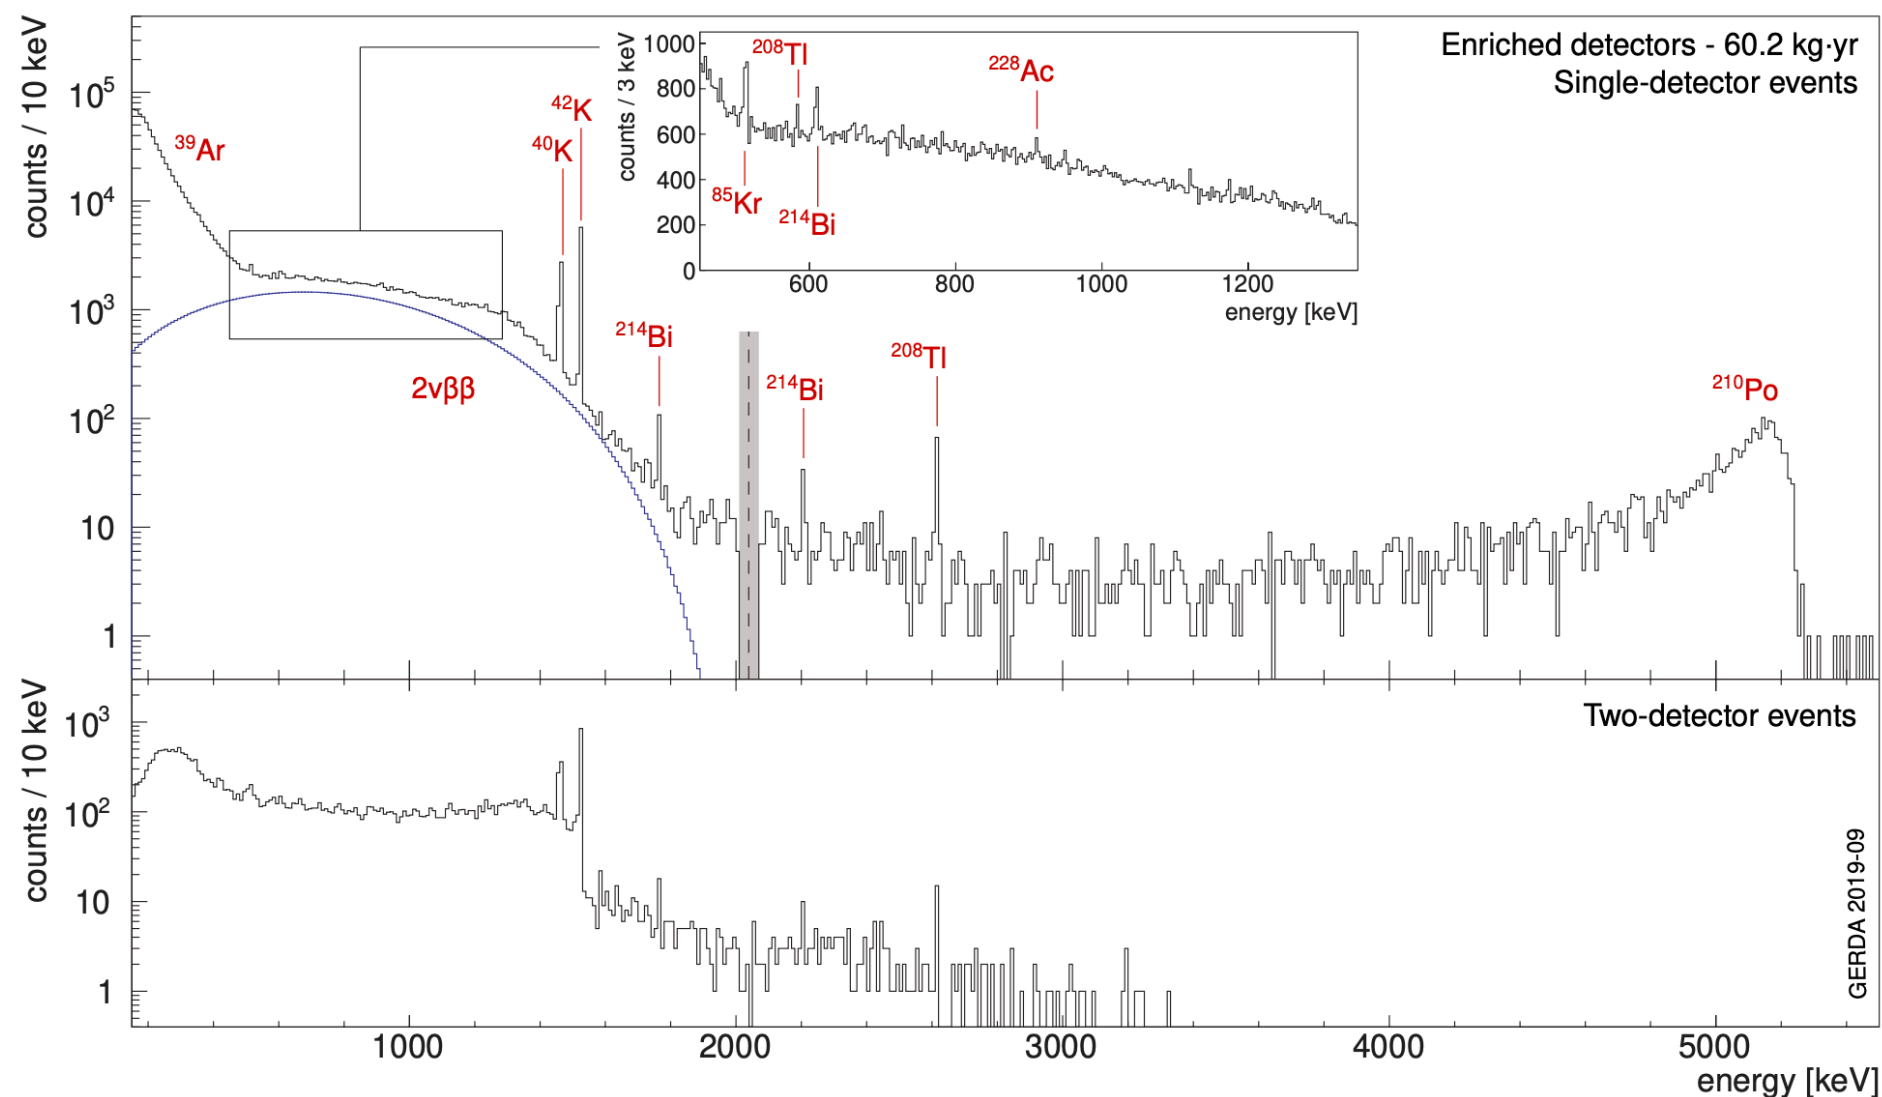 Enriched detectors - 60.2 kg·yr
Single-detector events
counts / 10 keV
10⁵
10⁴
10³
10²
10
1
³⁹Ar
⁴²K
⁴⁰K
2νββ
²¹⁴Bi
²¹⁴Bi
²⁰⁸Tl
²¹⁰Po
counts / 3 keV
1000
800
600
400
200
0
²⁰⁸Tl
²²⁸Ac
⁸⁵Kr
²¹⁴Bi
600 800 1000 1200
energy [keV]
Two-detector events
counts / 10 keV
10³
10²
10
1
GERDA 2019-09
1000 2000 3000 4000 5000
energy [keV]